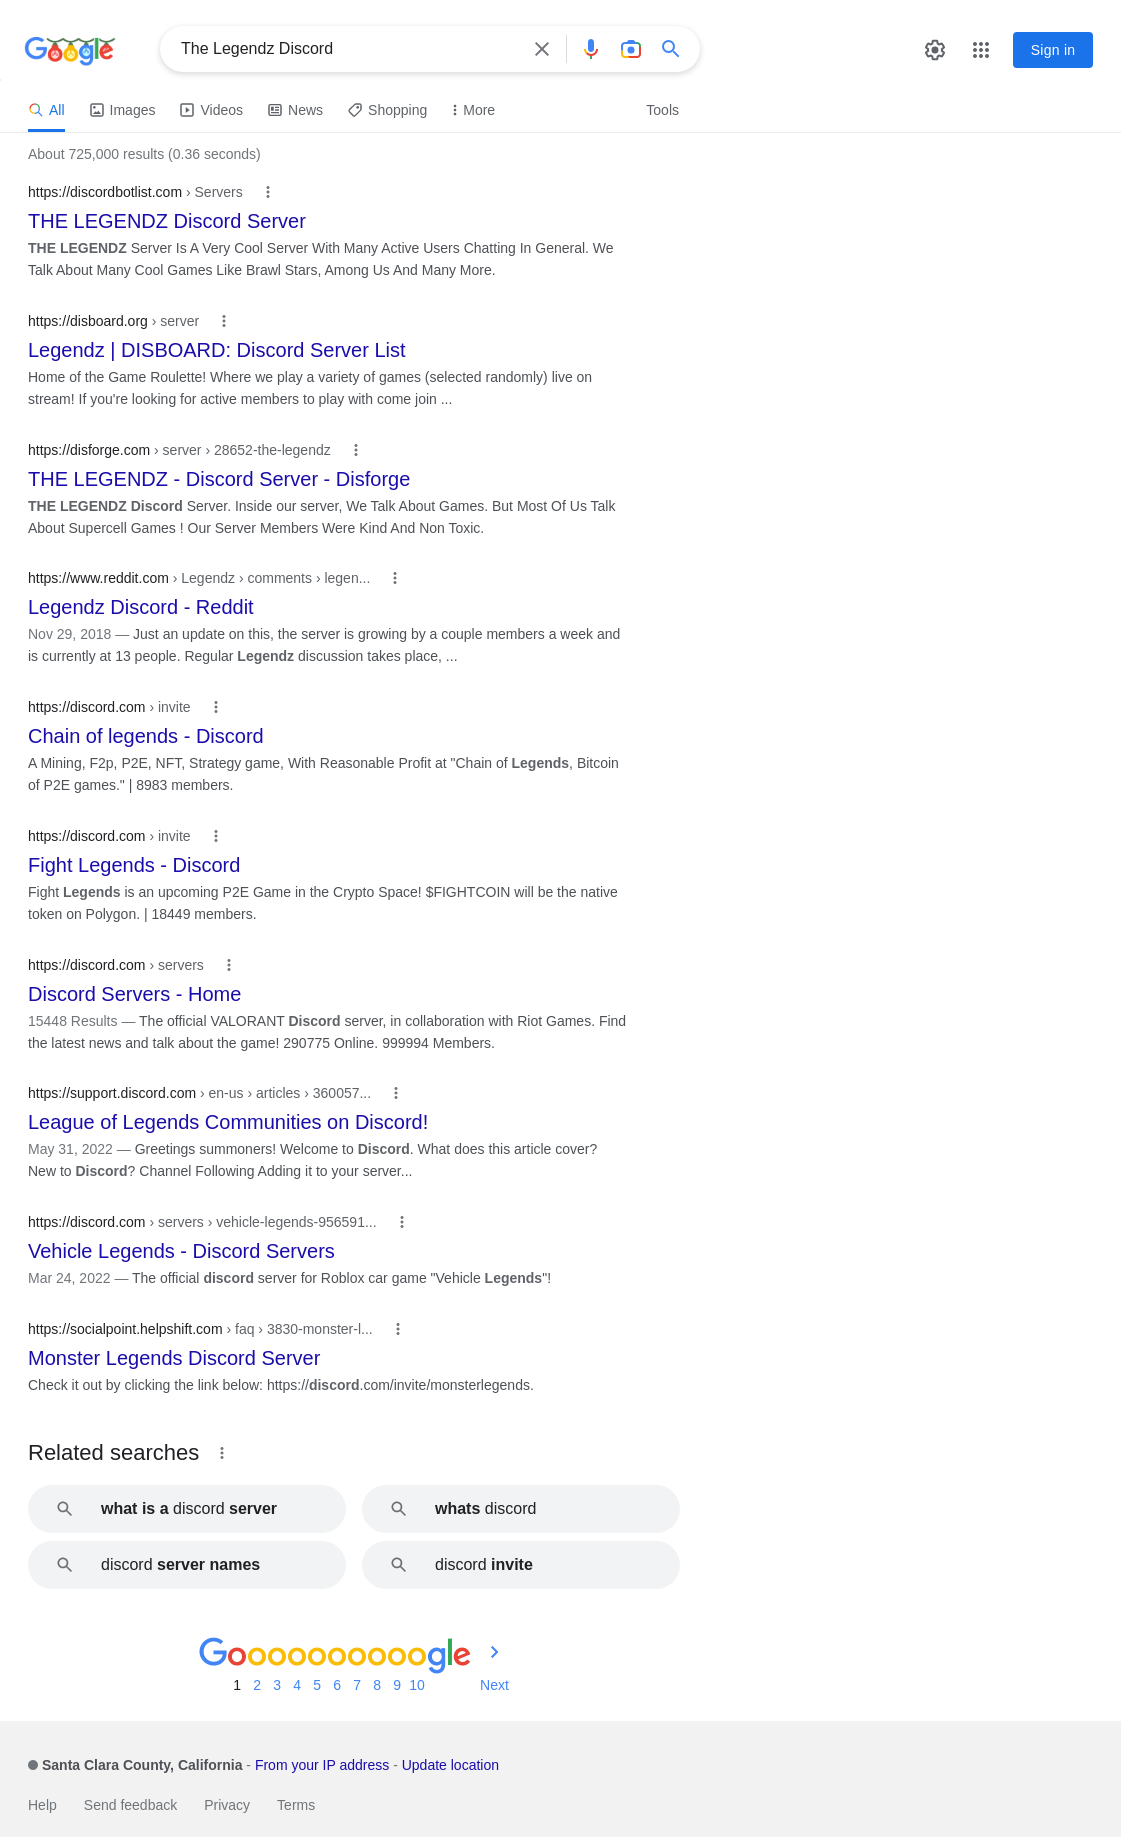 Google
The Legendz Discord
Sign in
All Images Videos News Shopping More Tools
About 725,000 results (0.36 seconds)
https://discordbotlist.com › Servers
THE LEGENDZ Discord Server
THE LEGENDZ Server Is A Very Cool Server With Many Active Users Chatting In General. We
Talk About Many Cool Games Like Brawl Stars, Among Us And Many More.
https://disboard.org › server
Legendz | DISBOARD: Discord Server List
Home of the Game Roulette! Where we play a variety of games (selected randomly) live on
stream! If you're looking for active members to play with come join ...
https://disforge.com › server › 28652-the-legendz
THE LEGENDZ - Discord Server - Disforge
THE LEGENDZ Discord Server. Inside our server, We Talk About Games. But Most Of Us Talk
About Supercell Games ! Our Server Members Were Kind And Non Toxic.
https://www.reddit.com › Legendz › comments › legen...
Legendz Discord - Reddit
Nov 29, 2018 — Just an update on this, the server is growing by a couple members a week and
is currently at 13 people. Regular Legendz discussion takes place, ...
https://discord.com › invite
Chain of legends - Discord
A Mining, F2p, P2E, NFT, Strategy game, With Reasonable Profit at "Chain of Legends, Bitcoin
of P2E games." | 8983 members.
https://discord.com › invite
Fight Legends - Discord
Fight Legends is an upcoming P2E Game in the Crypto Space! $FIGHTCOIN will be the native
token on Polygon. | 18449 members.
https://discord.com › servers
Discord Servers - Home
15448 Results — The official VALORANT Discord server, in collaboration with Riot Games. Find
the latest news and talk about the game! 290775 Online. 999994 Members.
https://support.discord.com › en-us › articles › 360057...
League of Legends Communities on Discord!
May 31, 2022 — Greetings summoners! Welcome to Discord. What does this article cover?
New to Discord? Channel Following Adding it to your server...
https://discord.com › servers › vehicle-legends-956591...
Vehicle Legends - Discord Servers
Mar 24, 2022 — The official discord server for Roblox car game "Vehicle Legends"!
https://socialpoint.helpshift.com › faq › 3830-monster-l...
Monster Legends Discord Server
Check it out by clicking the link below: https://discord.com/invite/monsterlegends.
Related searches
what is a discord server
whats discord
discord server names
discord invite
Gooooooooooogle
1 2 3 4 5 6 7 8 9 10 Next
Santa Clara County, California - From your IP address - Update location
Help Send feedback Privacy Terms